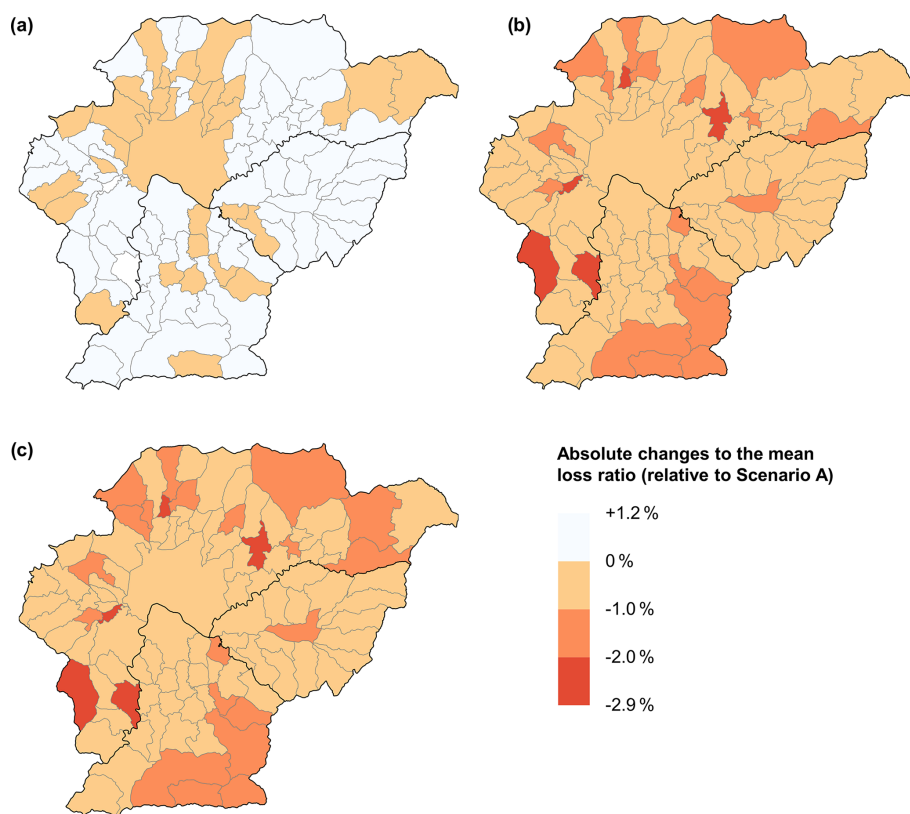 (a)
(b)
(c)
Absolute changes to the mean
loss ratio (relative to Scenario A)
+1.2 %
0 %
-1.0 %
-2.0 %
-2.9 %